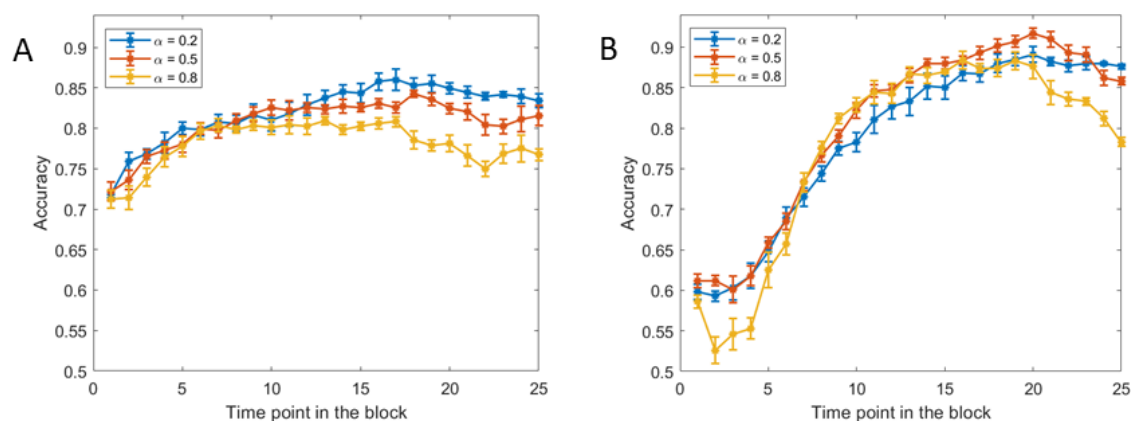 A
α = 0.2
α = 0.5
α = 0.8
0.9
0.85
0.8
0.75
0.7
0.65
0.6
0.55
0.5
Accuracy
0 5 10 15 20 25
Time point in the block
B
α = 0.2
α = 0.5
α = 0.8
0.9
0.85
0.8
0.75
0.7
0.65
0.6
0.55
0.5
Accuracy
0 5 10 15 20 25
Time point in the block